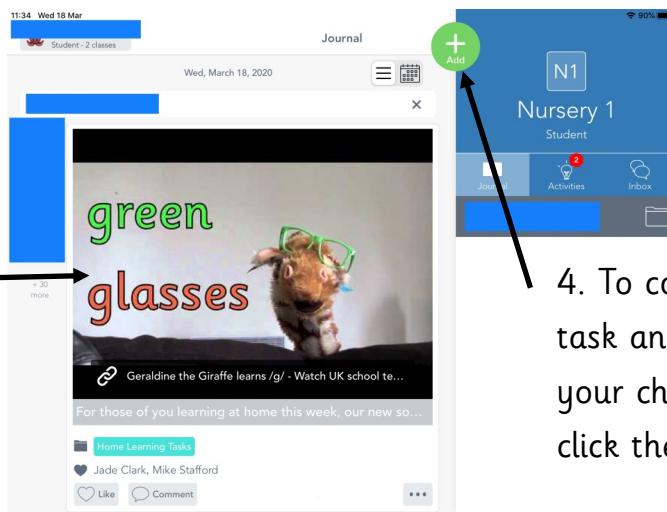 11:34 Wed 18 Mar
90%
Student - 2 classes
Journal
Add
Wed, March 18, 2020
N1
Nursery 1
Student
2
Activities
Inbox
green
glasses
+ 30
more
Geraldine the Giraffe learns /g/ - Watch UK school te...
For those of you learning at home this week, our new so...
Home Learning Tasks
Jade Clark, Mike Stafford
Like
Comment
4. To co
task an
your ch
click the